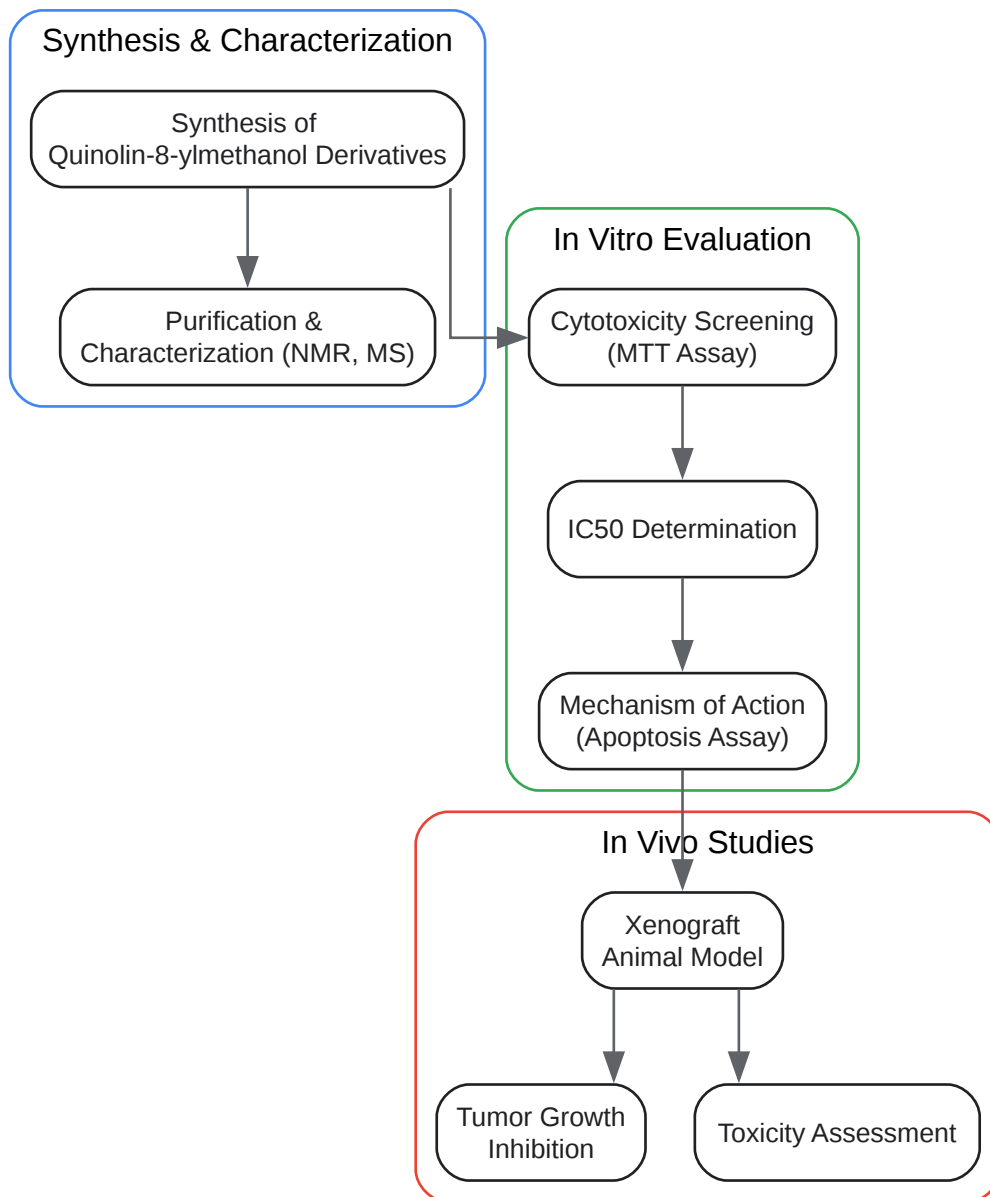 Synthesis & Characterization
Synthesis of
Quinolin-8-ylmethanol Derivatives
Purification &
Characterization (NMR, MS)
In Vitro Evaluation
Cytotoxicity Screening
(MTT Assay)
IC50 Determination
Mechanism of Action
(Apoptosis Assay)
In Vivo Studies
Xenograft
Animal Model
Tumor Growth
Inhibition
Toxicity Assessment